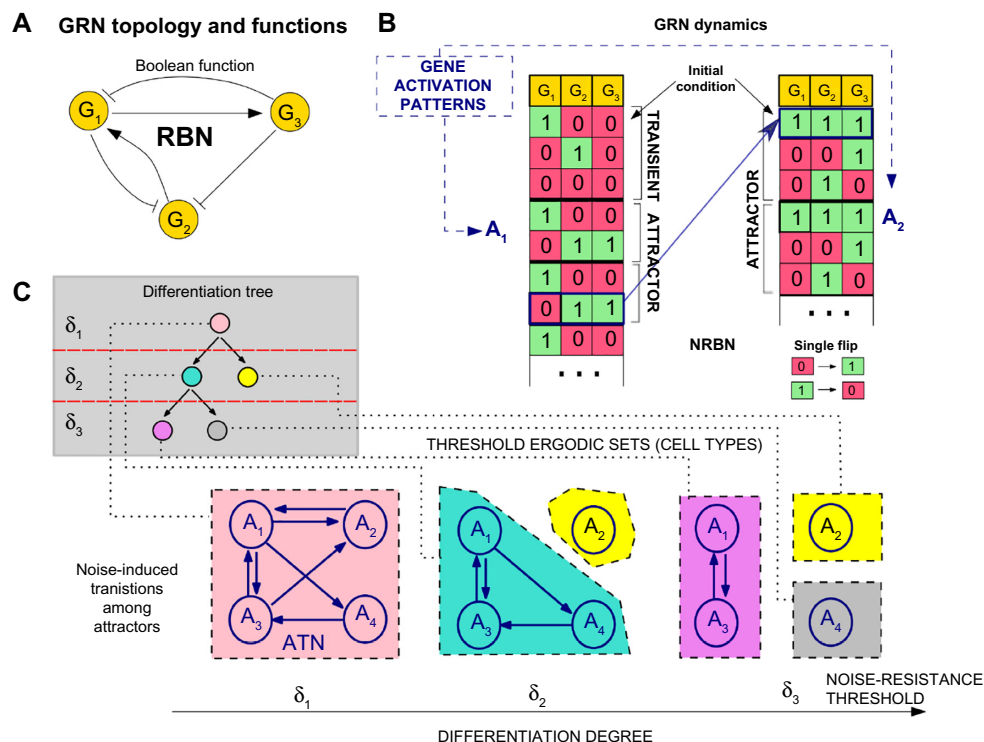 A GRN topology and functions
Boolean function
G1
G3
RBN
G2
B
GRN dynamics
GENE
ACTIVATION
PATTERNS
Initial
condition
A1
G1 G2 G3
1 0 0
0 1 0
0 0 0
1 0 0
0 1 1
1 0 0
0 1 1
1 0 0
...
TRANSIENT
ATTRACTOR
G1 G2 G3
1 1 1
0 0 1
0 1 0
1 1 1
0 0 1
0 1 0
...
ATTRACTOR
A2
NRBN
Single flip
0 1
1 0
C
Differentiation tree
δ1
δ2
δ3
THRESHOLD ERGODIC SETS (CELL TYPES)
Noise-induced
tranistions
among
attractors
A1 A2
A3 A4
ATN
A1 A2
A3 A4
A1 A2
A3 A4
δ1 δ2 δ3
NOISE-RESISTANCE
THRESHOLD
DIFFERENTIATION DEGREE